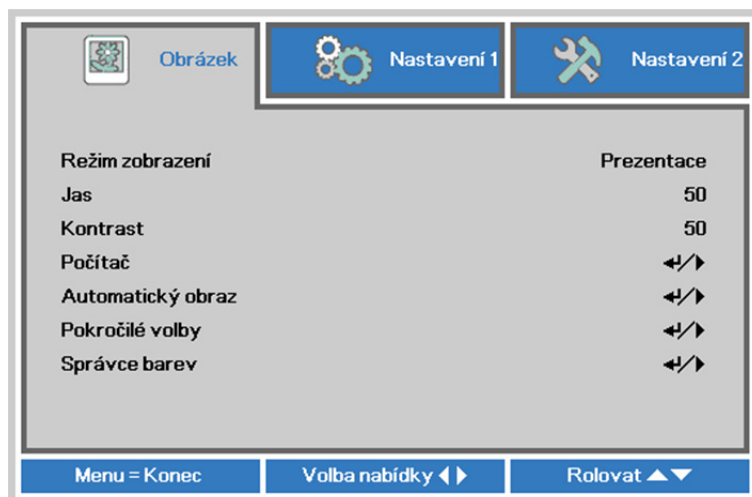 Obrázek
Nastavení 1
Nastavení 2
Režim zobrazení Prezentace
Jas 50
Kontrast 50
Počítač
Automatický obraz
Pokročilé volby
Správce barev
Menu = Konec
Volba nabídky
Rolovat